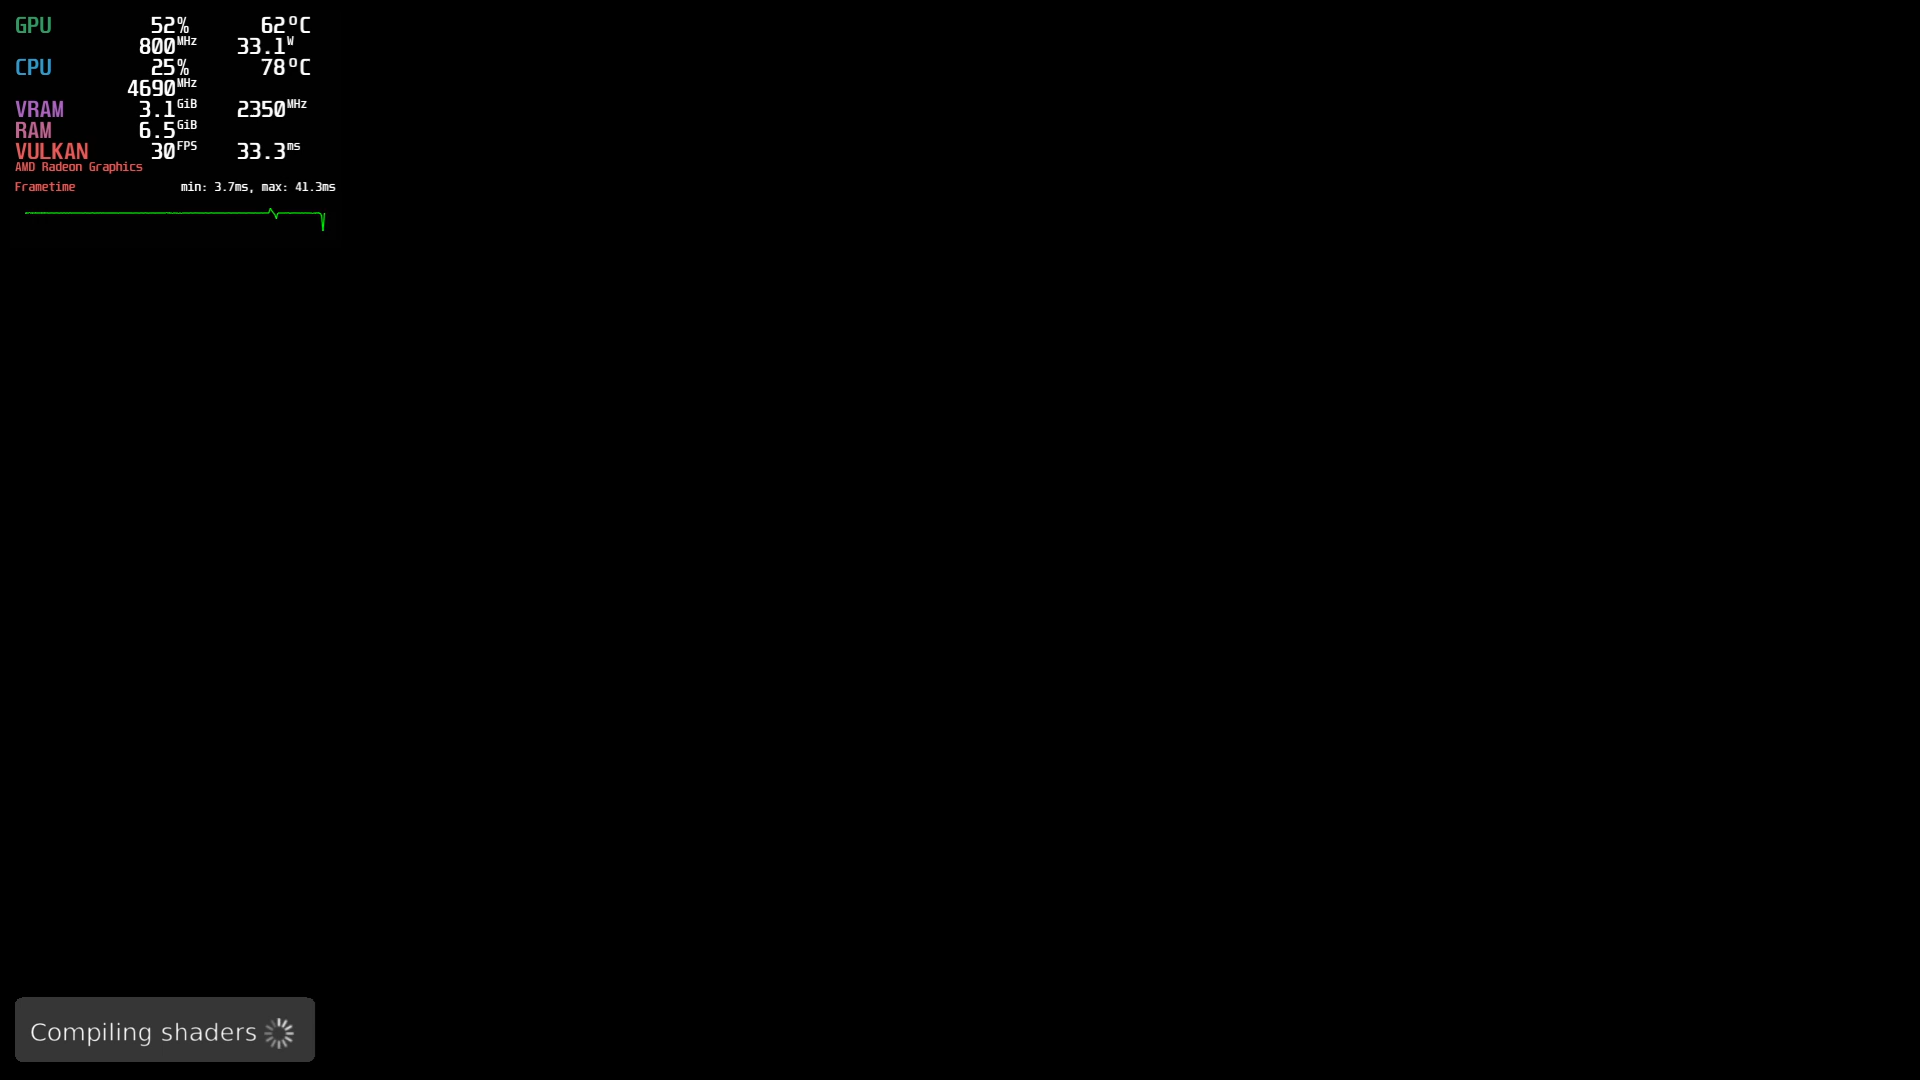 GPU 52% 62°C
800MHz 33.1W
CPU 25% 78°C
4690MHz
VRAM 3.1GiB 2350MHz
RAM 6.5GiB
VULKAN 30FPS 33.3ms
AMD Radeon Graphics
Frametime min: 3.7ms, max: 41.3ms
Compiling shaders